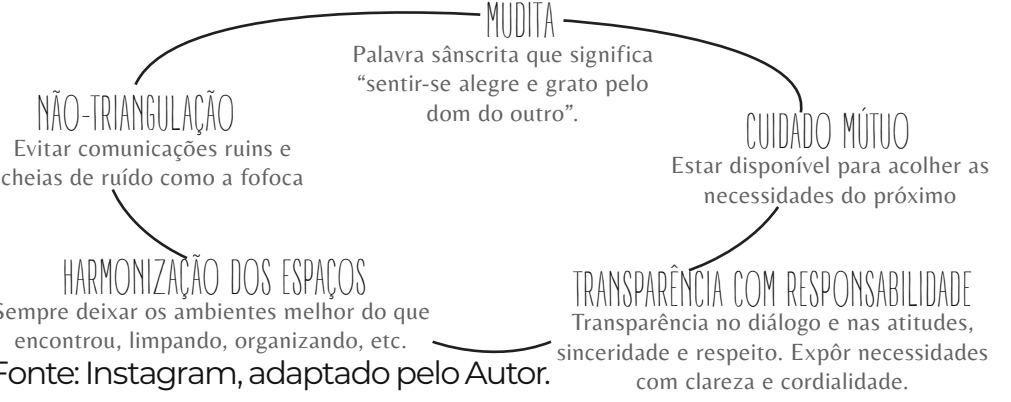 MUDITA
Palavra sânscrita que significa
“sentir-se alegre e grato pelo
dom do outro”.
NÃO-TRIANGULAÇÃO
Evitar comunicações ruins e
cheias de ruído como a fofoca
CUIDADO MÚTUO
Estar disponível para acolher as
necessidades do próximo
HARMONIZAÇÃO DOS ESPAÇOS
Sempre deixar os ambientes melhor do que
encontrou, limpando, organizando, etc.
TRANSPARÊNCIA COM RESPONSABILIDADE
Transparência no diálogo e nas atitudes,
sinceridade e respeito. Expôr necessidades
com clareza e cordialidade.
Fonte: Instagram, adaptado pelo Autor.